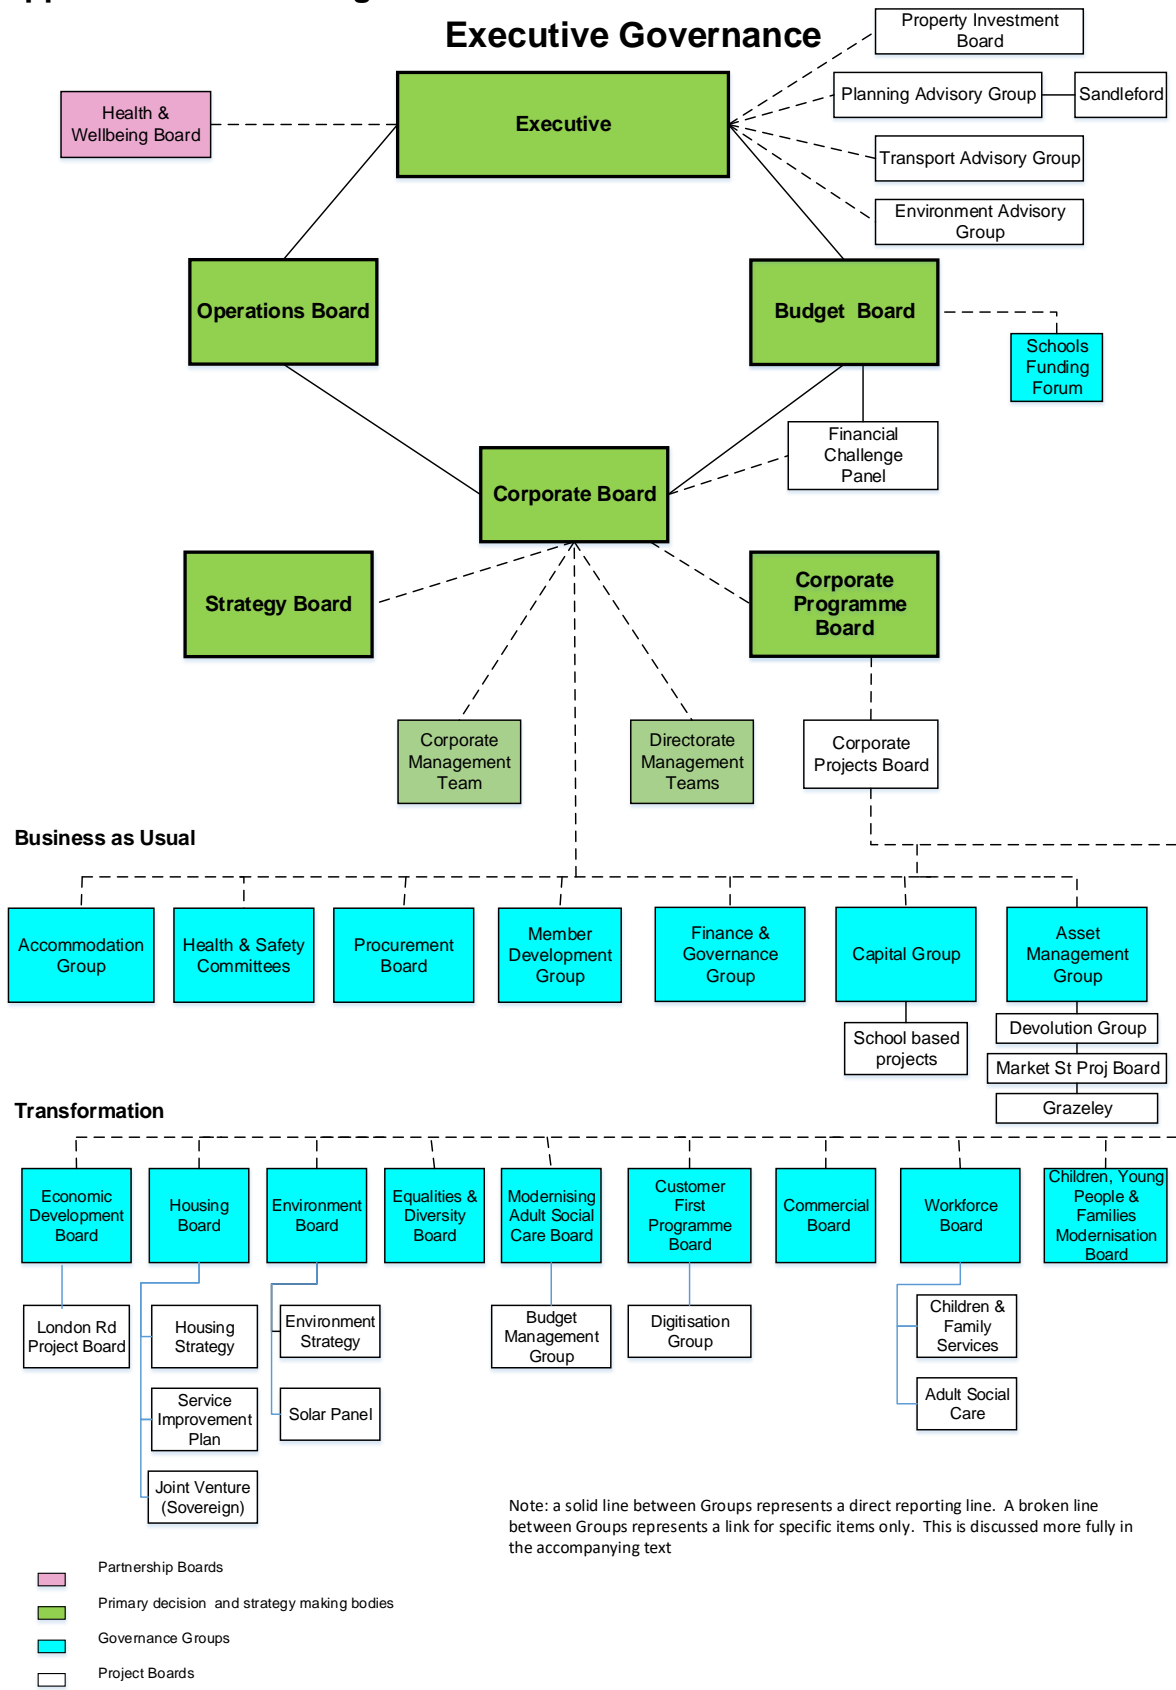 Executive Governance
Property Investment
Board
Health &
Wellbeing Board
Executive
Planning Advisory Group
Sandleford
Transport Advisory Group
Environment Advisory
Group
Operations Board
Budget Board
Schools
Funding
Forum
Financial
Challenge
Panel
Corporate Board
Strategy Board
Corporate
Programme
Board
Corporate
Management
Team
Directorate
Management
Teams
Corporate
Projects Board
Business as Usual
Accommodation
Group
Health & Safety
Committees
Procurement
Board
Member
Development
Group
Finance &
Governance
Group
Capital Group
Asset
Management
Group
School based
projects
Devolution Group
Market St Proj Board
Grazeley
Transformation
Economic
Development
Board
Housing
Board
Environment
Board
Equalities &
Diversity
Board
Modernising
Adult Social
Care Board
Customer
First
Programme
Board
Commercial
Board
Workforce
Board
Children, Young
People &
Families
Modernisation
Board
London Rd
Project Board
Housing
Strategy
Service
Improvement
Plan
Joint Venture
(Sovereign)
Environment
Strategy
Solar Panel
Budget
Management
Group
Digitisation
Group
Children &
Family
Services
Adult Social
Care
Note: a solid line between Groups represents a direct reporting line. A broken line
between Groups represents a link for specific items only. This is discussed more fully in
the accompanying text
Partnership Boards
Primary decision and strategy making bodies
Governance Groups
Project Boards